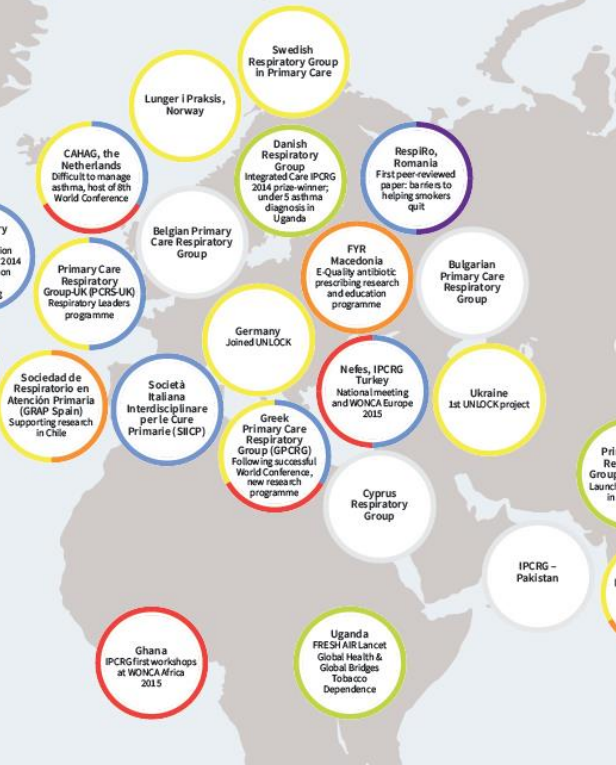 Swedish
Respiratory Group
in Primary Care
Lunger i Praksis,
Norway
CAHAG, the
Netherlands
Difficult to manage
asthma, host of 8th
World Conference
Danish
Respiratory
Group
Integrated Care IPCRG
2014 prize-winner;
under 5 asthma
diagnosis in
Uganda
RespiRo,
Romania
First peer-reviewed
paper: barriers to
helping smokers
quit
Belgian Primary
Care Respiratory
Group
2014
Primary Care
Respiratory
Group-UK (PCRS-UK)
Respiratory Leaders
programme
FYR
Macedonia
E-Quality antibiotic
prescribing research
and education
programme
Bulgarian
Primary Care
Respiratory
Group
Germany
Joined UNLOCK
Sociedad de
Respiratorio en
Atención Primaria
(GRAP Spain)
Supporting research
in Chile
Società
Italiana
Interdisciplinare
per le Cure
Primarie (SIICP)
Nefes, IPCRG
Turkey
National meeting
and WONCA Europe
2015
Ukraine
1st UNLOCK project
Greek
Primary Care
Respiratory
Group (GPCRG)
Following successful
World Conference,
new research
programme
Cyprus
Respiratory
Group
Group
in
IPCRG –
Pakistan
Ghana
IPCRG first workshops
at WONCA Africa
2015
Uganda
FRESH AIR Lancet
Global Health &
Global Bridges
Tobacco
Dependence